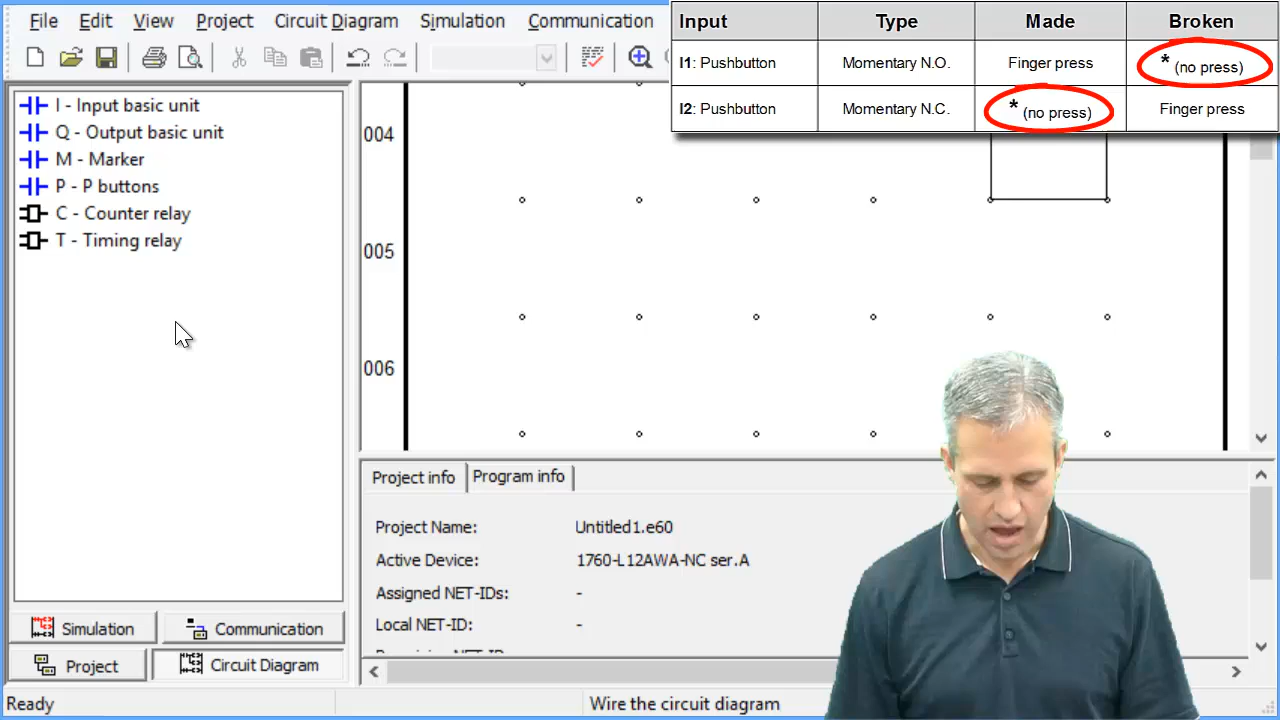 File Edit View Project Circuit Diagram Simulation Communication
Input Type Made Broken
I1: Pushbutton Momentary N.O. Finger press * (no press)
I2: Pushbutton Momentary N.C. * (no press) Finger press
I - Input basic unit
Q - Output basic unit
M - Marker
P - P buttons
C - Counter relay
T - Timing relay
004
005
006
Project info Program info
Project Name: Untitled1.e60
Active Device: 1760-L12AWA-NC ser.A
Assigned NET-IDs: -
Local NET-ID: -
Simulation Communication
Project Circuit Diagram
Ready Wire the circuit diagram